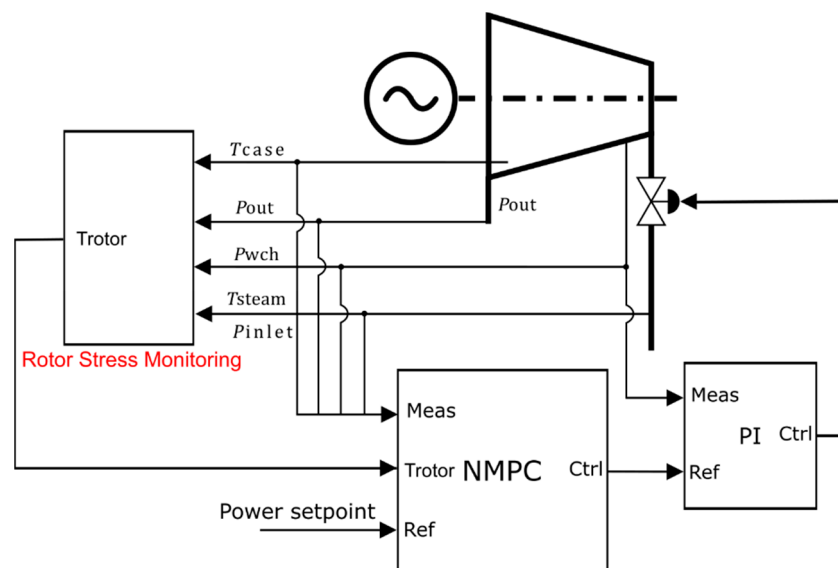 Tcase
Pout
Pout
Trotor
Pwch
Tsteam
Pinlet
Rotor Stress Monitoring
Meas
Meas
PI
Ctrl
Trotor
NMPC
Ctrl
Ref
Power setpoint
Ref